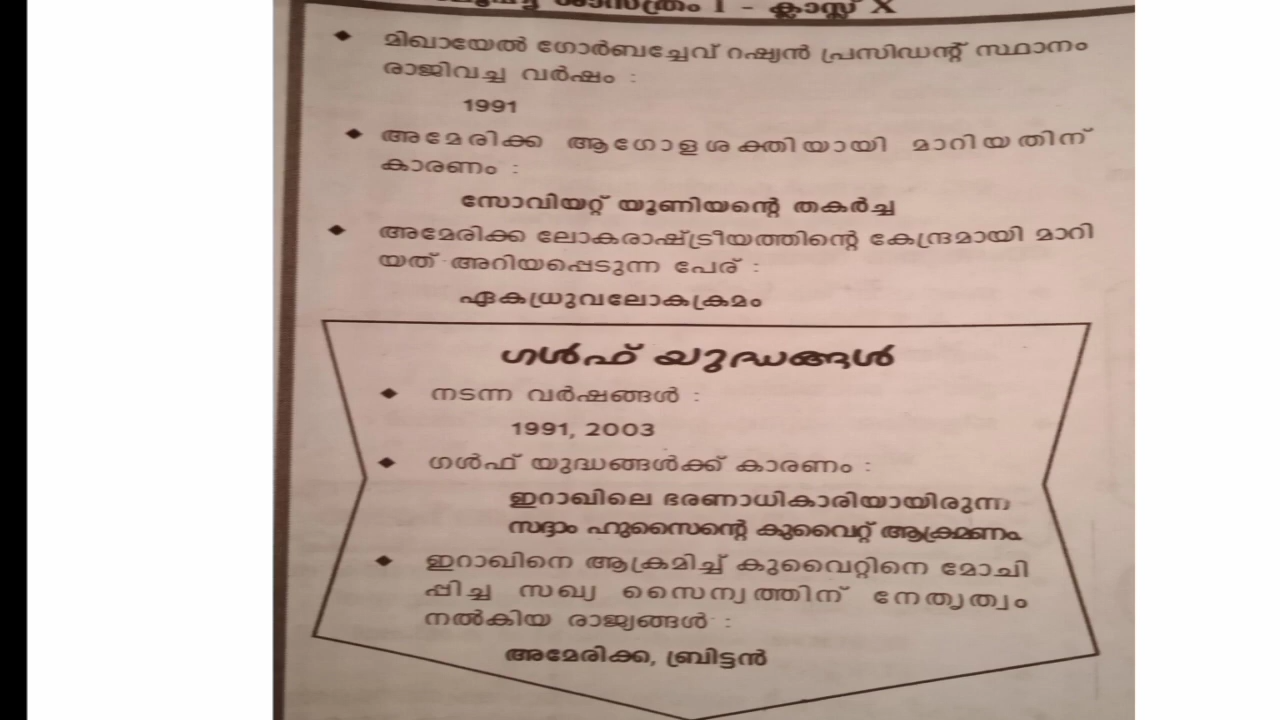 ശാസ്ത്രം I - ക്ലാസ്സ് X
◆ മിഖായേൽ ഗോർബച്ചേവ് റഷ്യൻ പ്രസിഡന്റ് സ്ഥാനം
രാജിവച്ച വർഷം :
1991
◆ അമേരിക്ക ആഗോളശക്തിയായി മാറിയതിന്
കാരണം :
സോവിയറ്റ് യൂണിയന്റെ തകർച്ച
◆ അമേരിക്ക ലോകരാഷ്ട്രീയത്തിന്റെ കേന്ദ്രമായി മാറി
യത് അറിയപ്പെടുന്ന പേര് :
ഏകധ്രുവലോകക്രമം
ഗൾഫ് യുദ്ധങ്ങൾ
◆ നടന്ന വർഷങ്ങൾ :
1991, 2003
◆ ഗൾഫ് യുദ്ധങ്ങൾക്ക് കാരണം :
ഇറാഖിലെ ഭരണാധികാരിയായിരുന്ന
സദ്ദാം ഹുസൈന്റെ കുവൈറ്റ് ആക്രമണം
◆ ഇറാഖിനെ ആക്രമിച്ച് കുവൈറ്റിനെ മോചി
പ്പിച്ച സഖ്യ സൈന്യത്തിന് നേതൃത്വം
നൽകിയ രാജ്യങ്ങൾ :
അമേരിക്ക, ബ്രിട്ടൻ